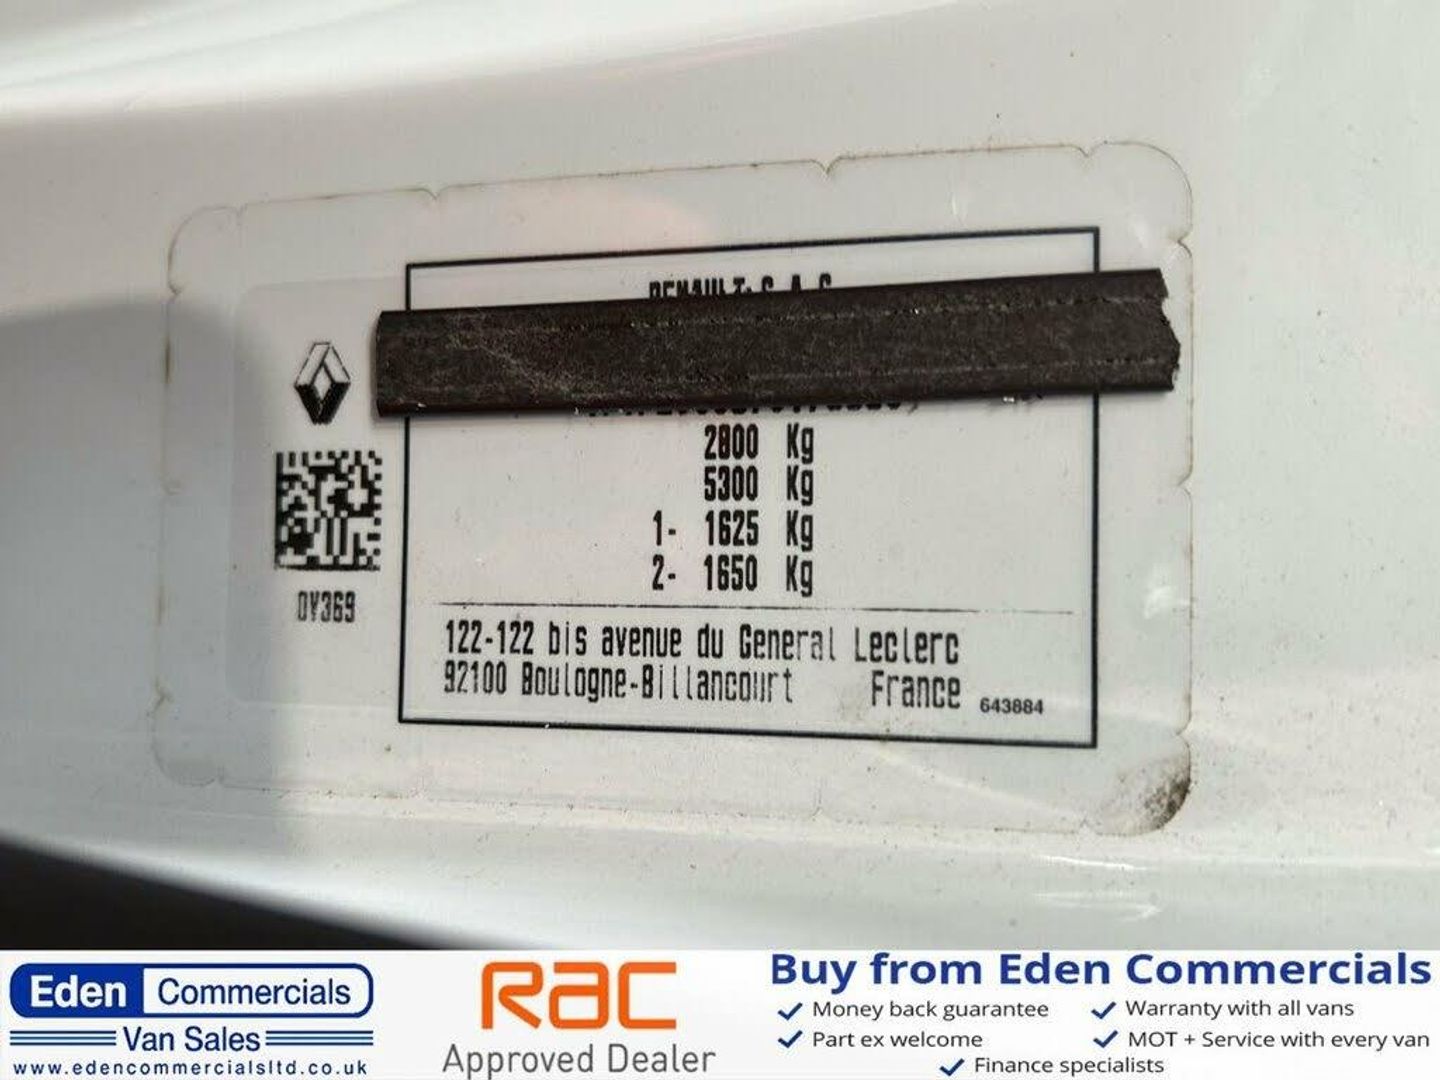 RENAULT S.A.S
2800 Kg
5300 Kg
1- 1625 Kg
2- 1650 Kg
0V369
122-122 bis avenue du General Leclerc
92100 Boulogne-Billancourt France 643884
Eden Commercials
Van Sales
www.edencommercialsltd.co.uk
RAC
Approved Dealer
Buy from Eden Commercials
Money back guarantee
Warranty with all vans
Part ex welcome
MOT + Service with every van
Finance specialists